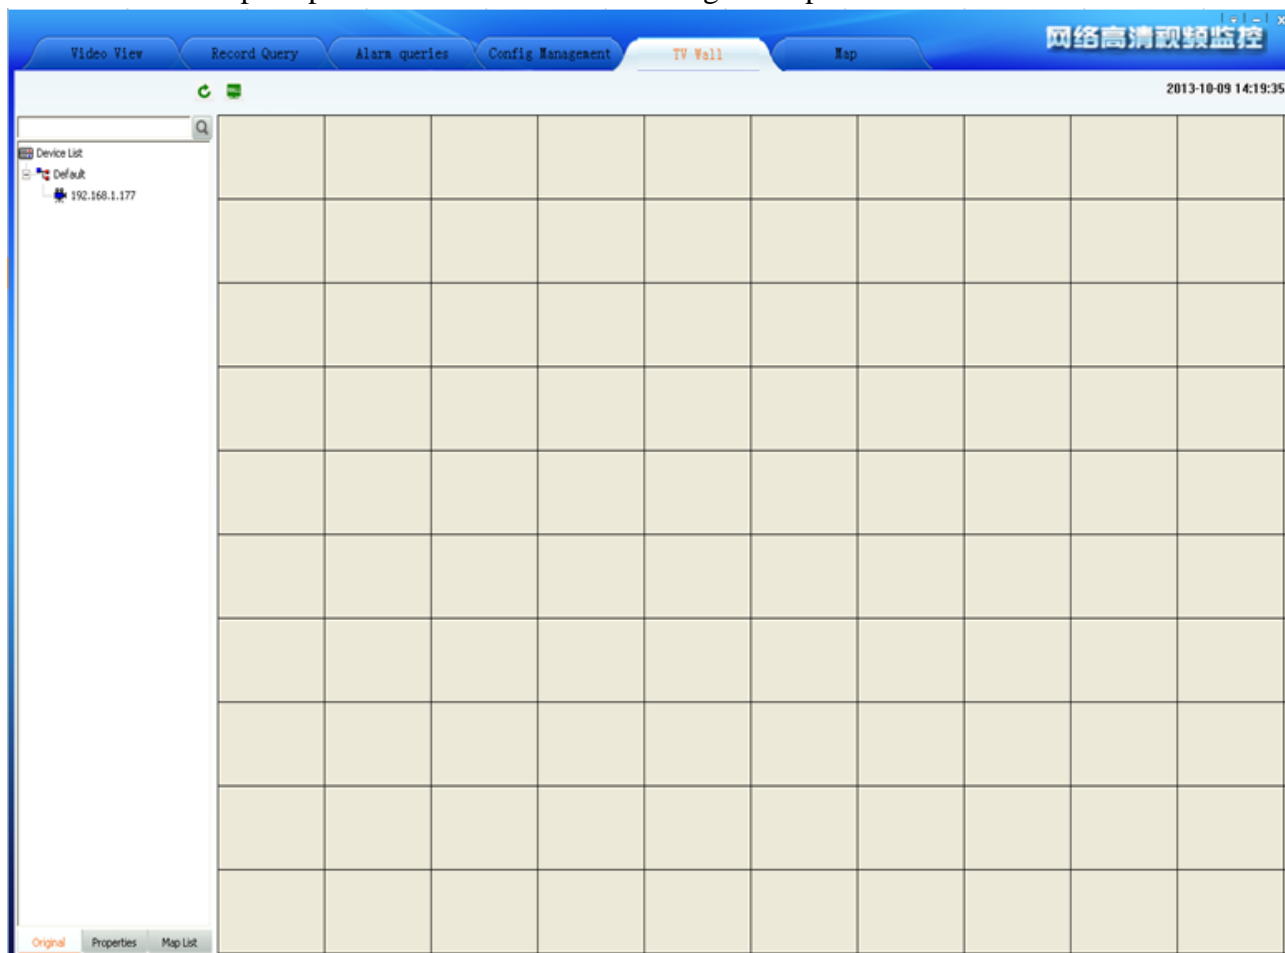 网络高清视频监控
Video View
Record Query
Alarm queries
Config Management
TV Wall
Map
2013-10-09 14:19:35
Device List
Default
192.168.1.177
Original
Properties
Map List